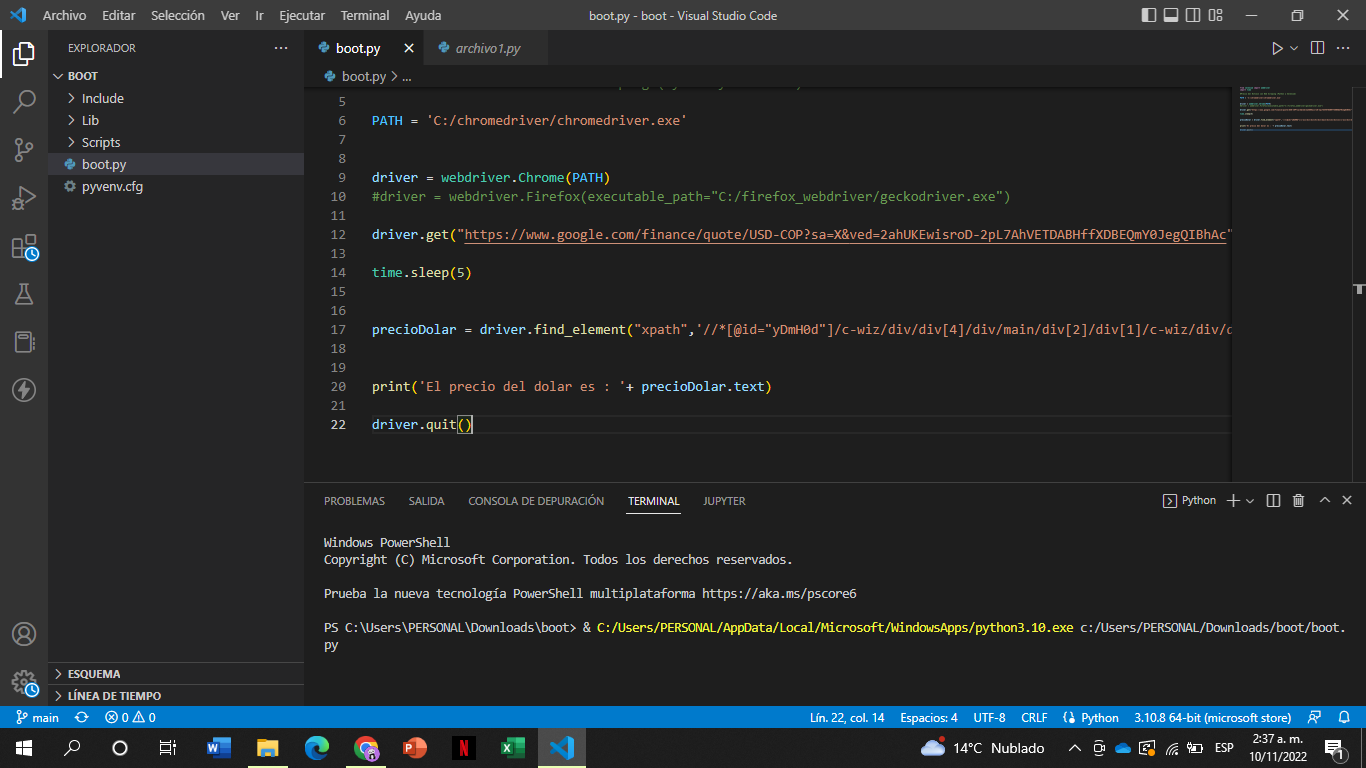 Archivo Editar Selección Ver Ir Ejecutar Terminal Ayuda boot.py - boot - Visual Studio Code
EXPLORADOR
BOOT
Include
Lib
Scripts
boot.py
pyvenv.cfg
ESQUEMA
LÍNEA DE TIEMPO
boot.py archivo1.py
boot.py > ...
5
6 PATH = 'C:/chromedriver/chromedriver.exe'
7
8
9 driver = webdriver.Chrome(PATH)
10 #driver = webdriver.Firefox(executable_path="C:/firefox_webdriver/geckodriver.exe")
11
12 driver.get("https://www.google.com/finance/quote/USD-COP?sa=X&ved=2ahUKEwisroD-2pL7AhVETDABHffXDBEQmY0JegQIBhAc"
13
14 time.sleep(5)
15
16
17 precioDolar = driver.find_element("xpath",'//*[@id="yDmH0d"]/c-wiz/div/div[4]/div/main/div[2]/div[1]/c-wiz/div/
18
19
20 print('El precio del dolar es : '+ precioDolar.text)
21
22 driver.quit()
PROBLEMAS SALIDA CONSOLA DE DEPURACIÓN TERMINAL JUPYTER Python
Windows PowerShell
Copyright (C) Microsoft Corporation. Todos los derechos reservados.
Prueba la nueva tecnología PowerShell multiplataforma https://aka.ms/pscore6
PS C:\Users\PERSONAL\Downloads\boot> & C:/Users/PERSONAL/AppData/Local/Microsoft/WindowsApps/python3.10.exe c:/Users/PERSONAL/Downloads/boot/boot.
py
main 0 0 Lín. 22, col. 14 Espacios: 4 UTF-8 CRLF Python 3.10.8 64-bit (microsoft store)
14°C Nublado ESP 2:37 a. m.
10/11/2022 1